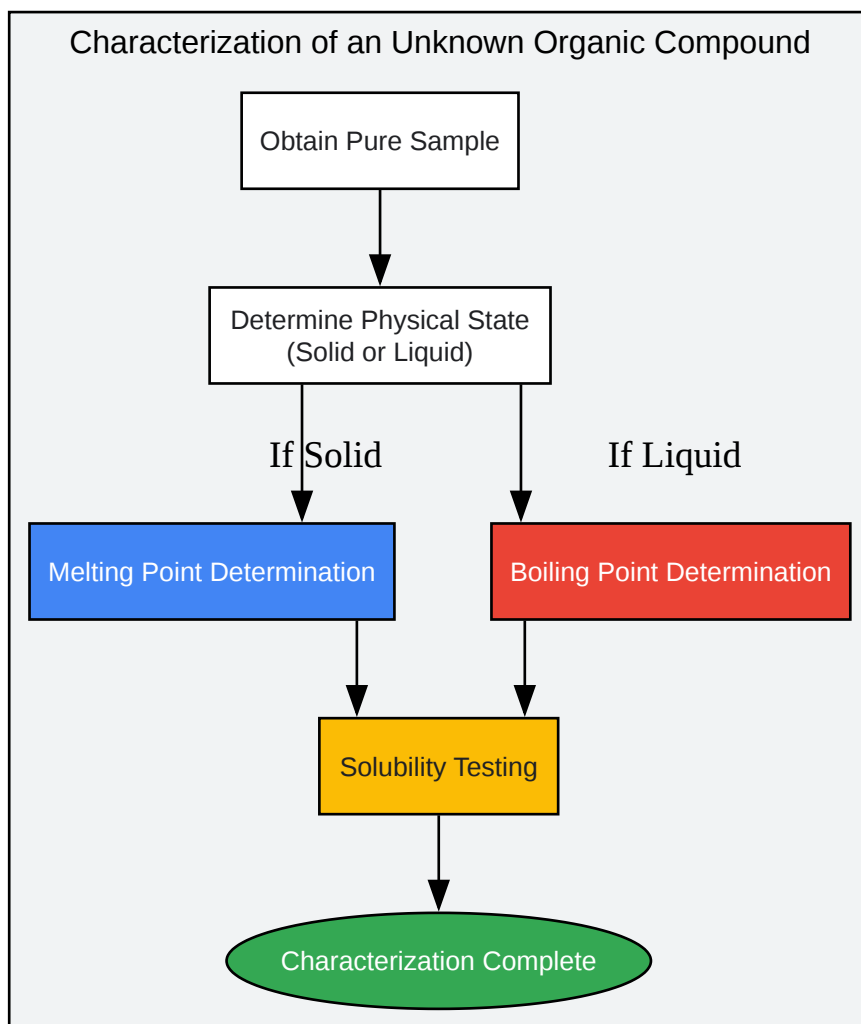 Characterization of an Unknown Organic Compound
Obtain Pure Sample
Determine Physical State
(Solid or Liquid)
If Solid
If Liquid
Melting Point Determination
Boiling Point Determination
Solubility Testing
Characterization Complete